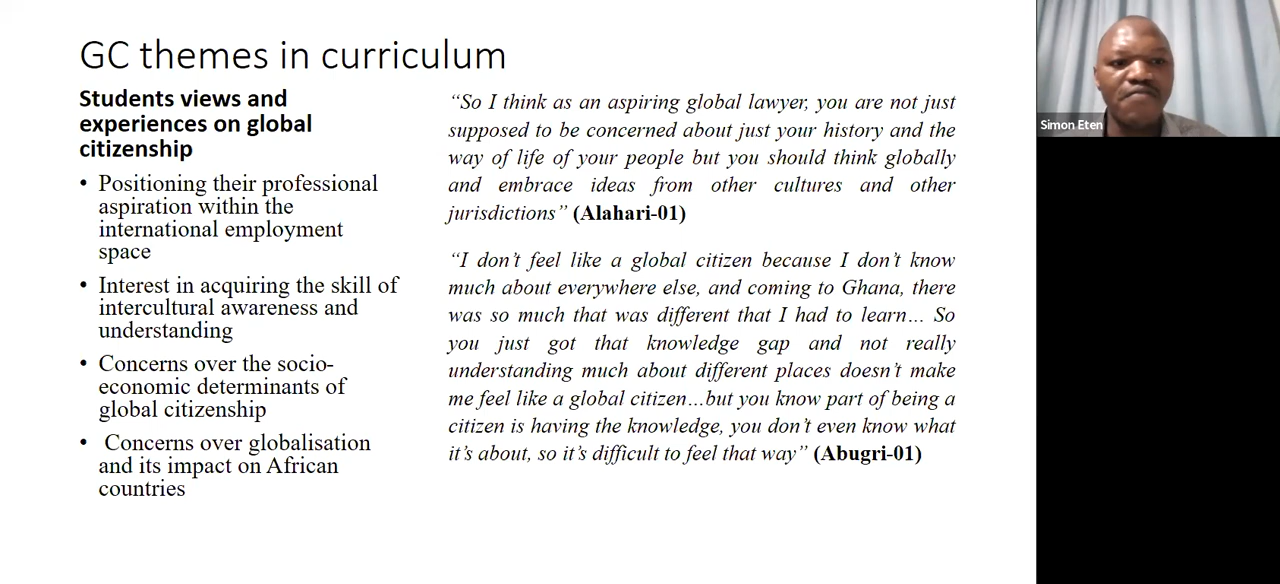 GC themes in curriculum
Students views and
experiences on global
citizenship
• Positioning their professional
aspiration within the
international employment
space
• Interest in acquiring the skill of
intercultural awareness and
understanding
• Concerns over the socio-
economic determinants of
global citizenship
• Concerns over globalisation
and its impact on African
countries
“So I think as an aspiring global lawyer, you are not just
supposed to be concerned about just your history and the
way of life of your people but you should think globally
and embrace ideas from other cultures and other
jurisdictions” (Alahari-01)
“I don’t feel like a global citizen because I don’t know
much about everywhere else, and coming to Ghana, there
was so much that was different that I had to learn… So
you just got that knowledge gap and not really
understanding much about different places doesn’t make
me feel like a global citizen…but you know part of being a
citizen is having the knowledge, you don’t even know what
it’s about, so it’s difficult to feel that way” (Abugri-01)
Simon Eten